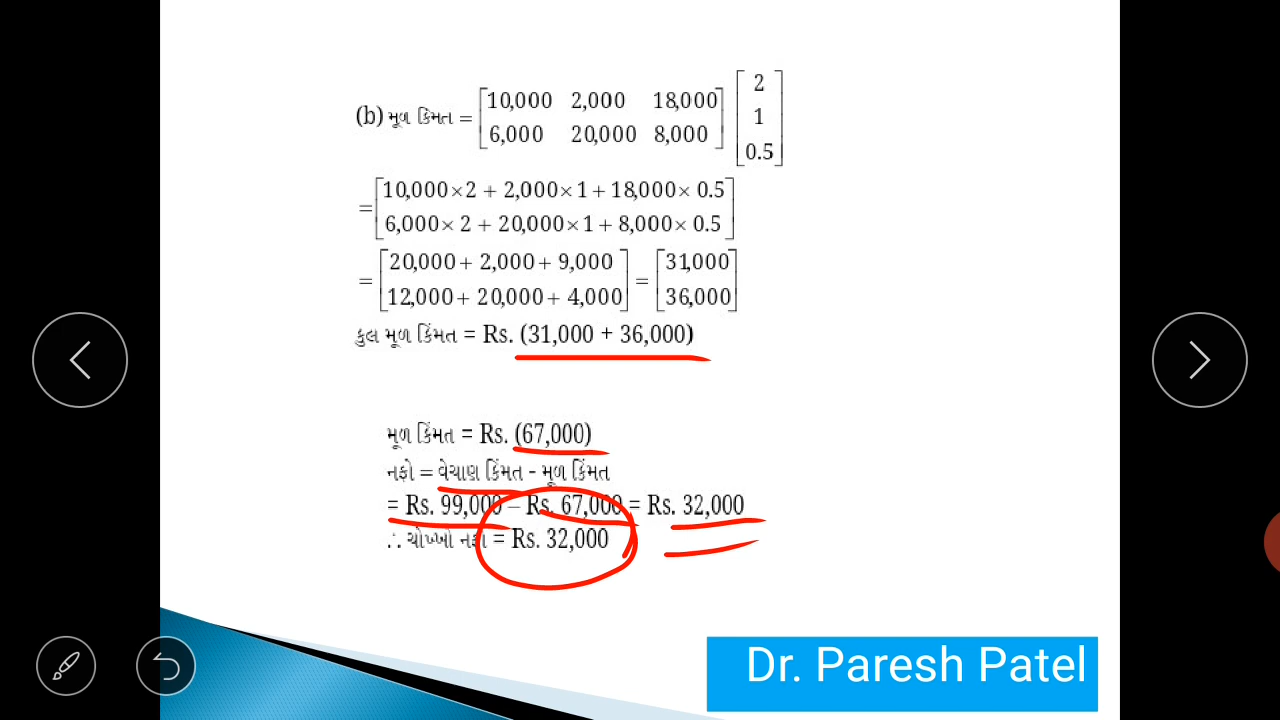 (b) મૂળ કિંમત = [10,000 2,000 18,000] [2]
[6,000 20,000 8,000] [1]
[0.5]
= [10,000×2 + 2,000×1 + 18,000× 0.5]
[6,000× 2 + 20,000×1 + 8,000× 0.5]
= [20,000 + 2,000 + 9,000] = [31,000]
[12,000 + 20,000 + 4,000] [36,000]
કુલ મૂળ કિંમત = Rs. (31,000 + 36,000)
મૂળ કિંમત = Rs. (67,000)
નફો = વેચાણ કિંમત - મૂળ કિંમત
= Rs. 99,000 – Rs. 67,000 = Rs. 32,000
∴ ચોખ્ખો નફો = Rs. 32,000
Dr. Paresh Patel